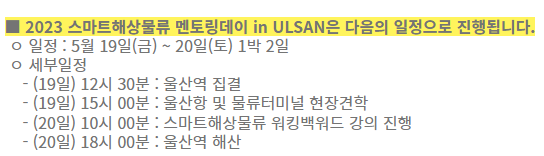 ■ 2023 스마트해상물류 멘토링데이 in ULSAN은 다음의 일정으로 진행됩니다.
ㅇ 일정 : 5월 19일(금) ~ 20일(토) 1박 2일
ㅇ 세부일정
- (19일) 12시 30분 : 울산역 집결
- (19일) 15시 00분 : 울산항 및 물류터미널 현장견학
- (20일) 10시 00분 : 스마트해상물류 워킹백워드 강의 진행
- (20일) 18시 00분 : 울산역 해산